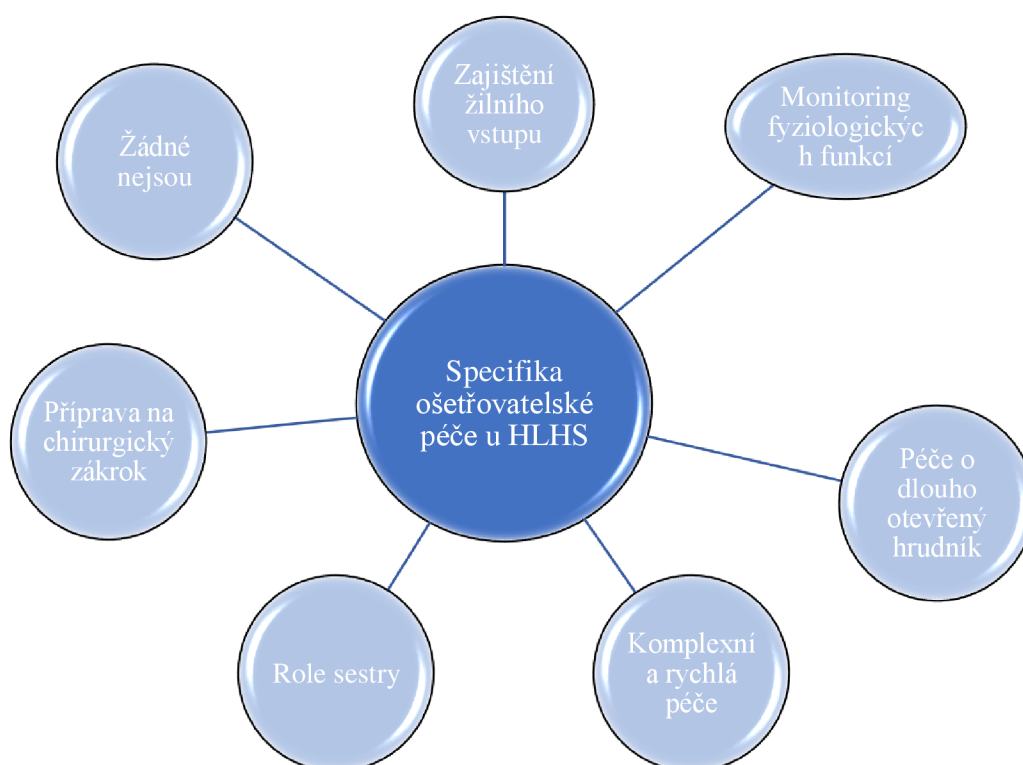 Zajištění
žilního
vstupu
Monitoring
fyziologickýc
h funkcí
Žádné
nejsou
Specifika
ošetřovatelské
péče u HLHS
Příprava na
chirurgický
zákrok
Péče o
dlouho
otevřený
hrudník
Role sestry
Komplexní
a rychlá
péče